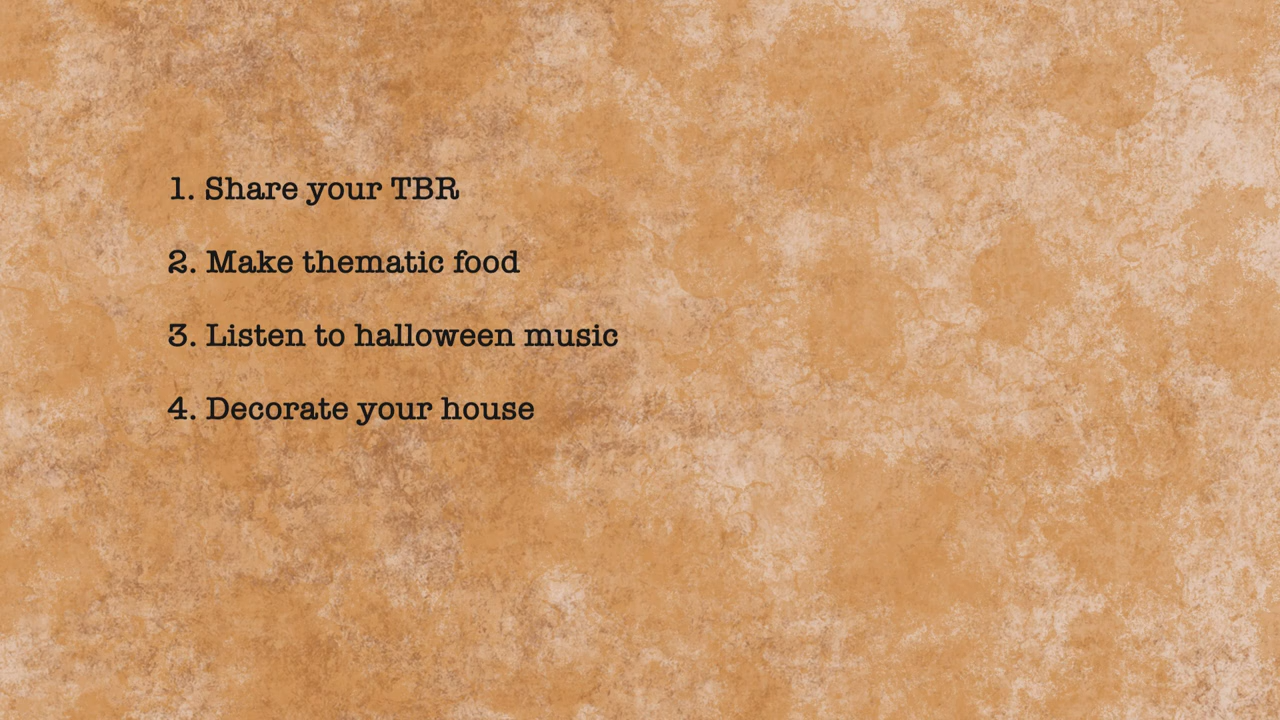 1. Share your TBR
2. Make thematic food
3. Listen to halloween music
4. Decorate your house